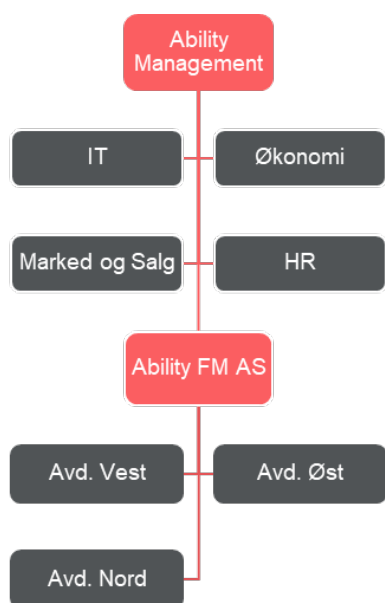 Ability
Management
IT
Økonomi
Marked og Salg
HR
Ability FM AS
Avd. Vest
Avd. Øst
Avd. Nord